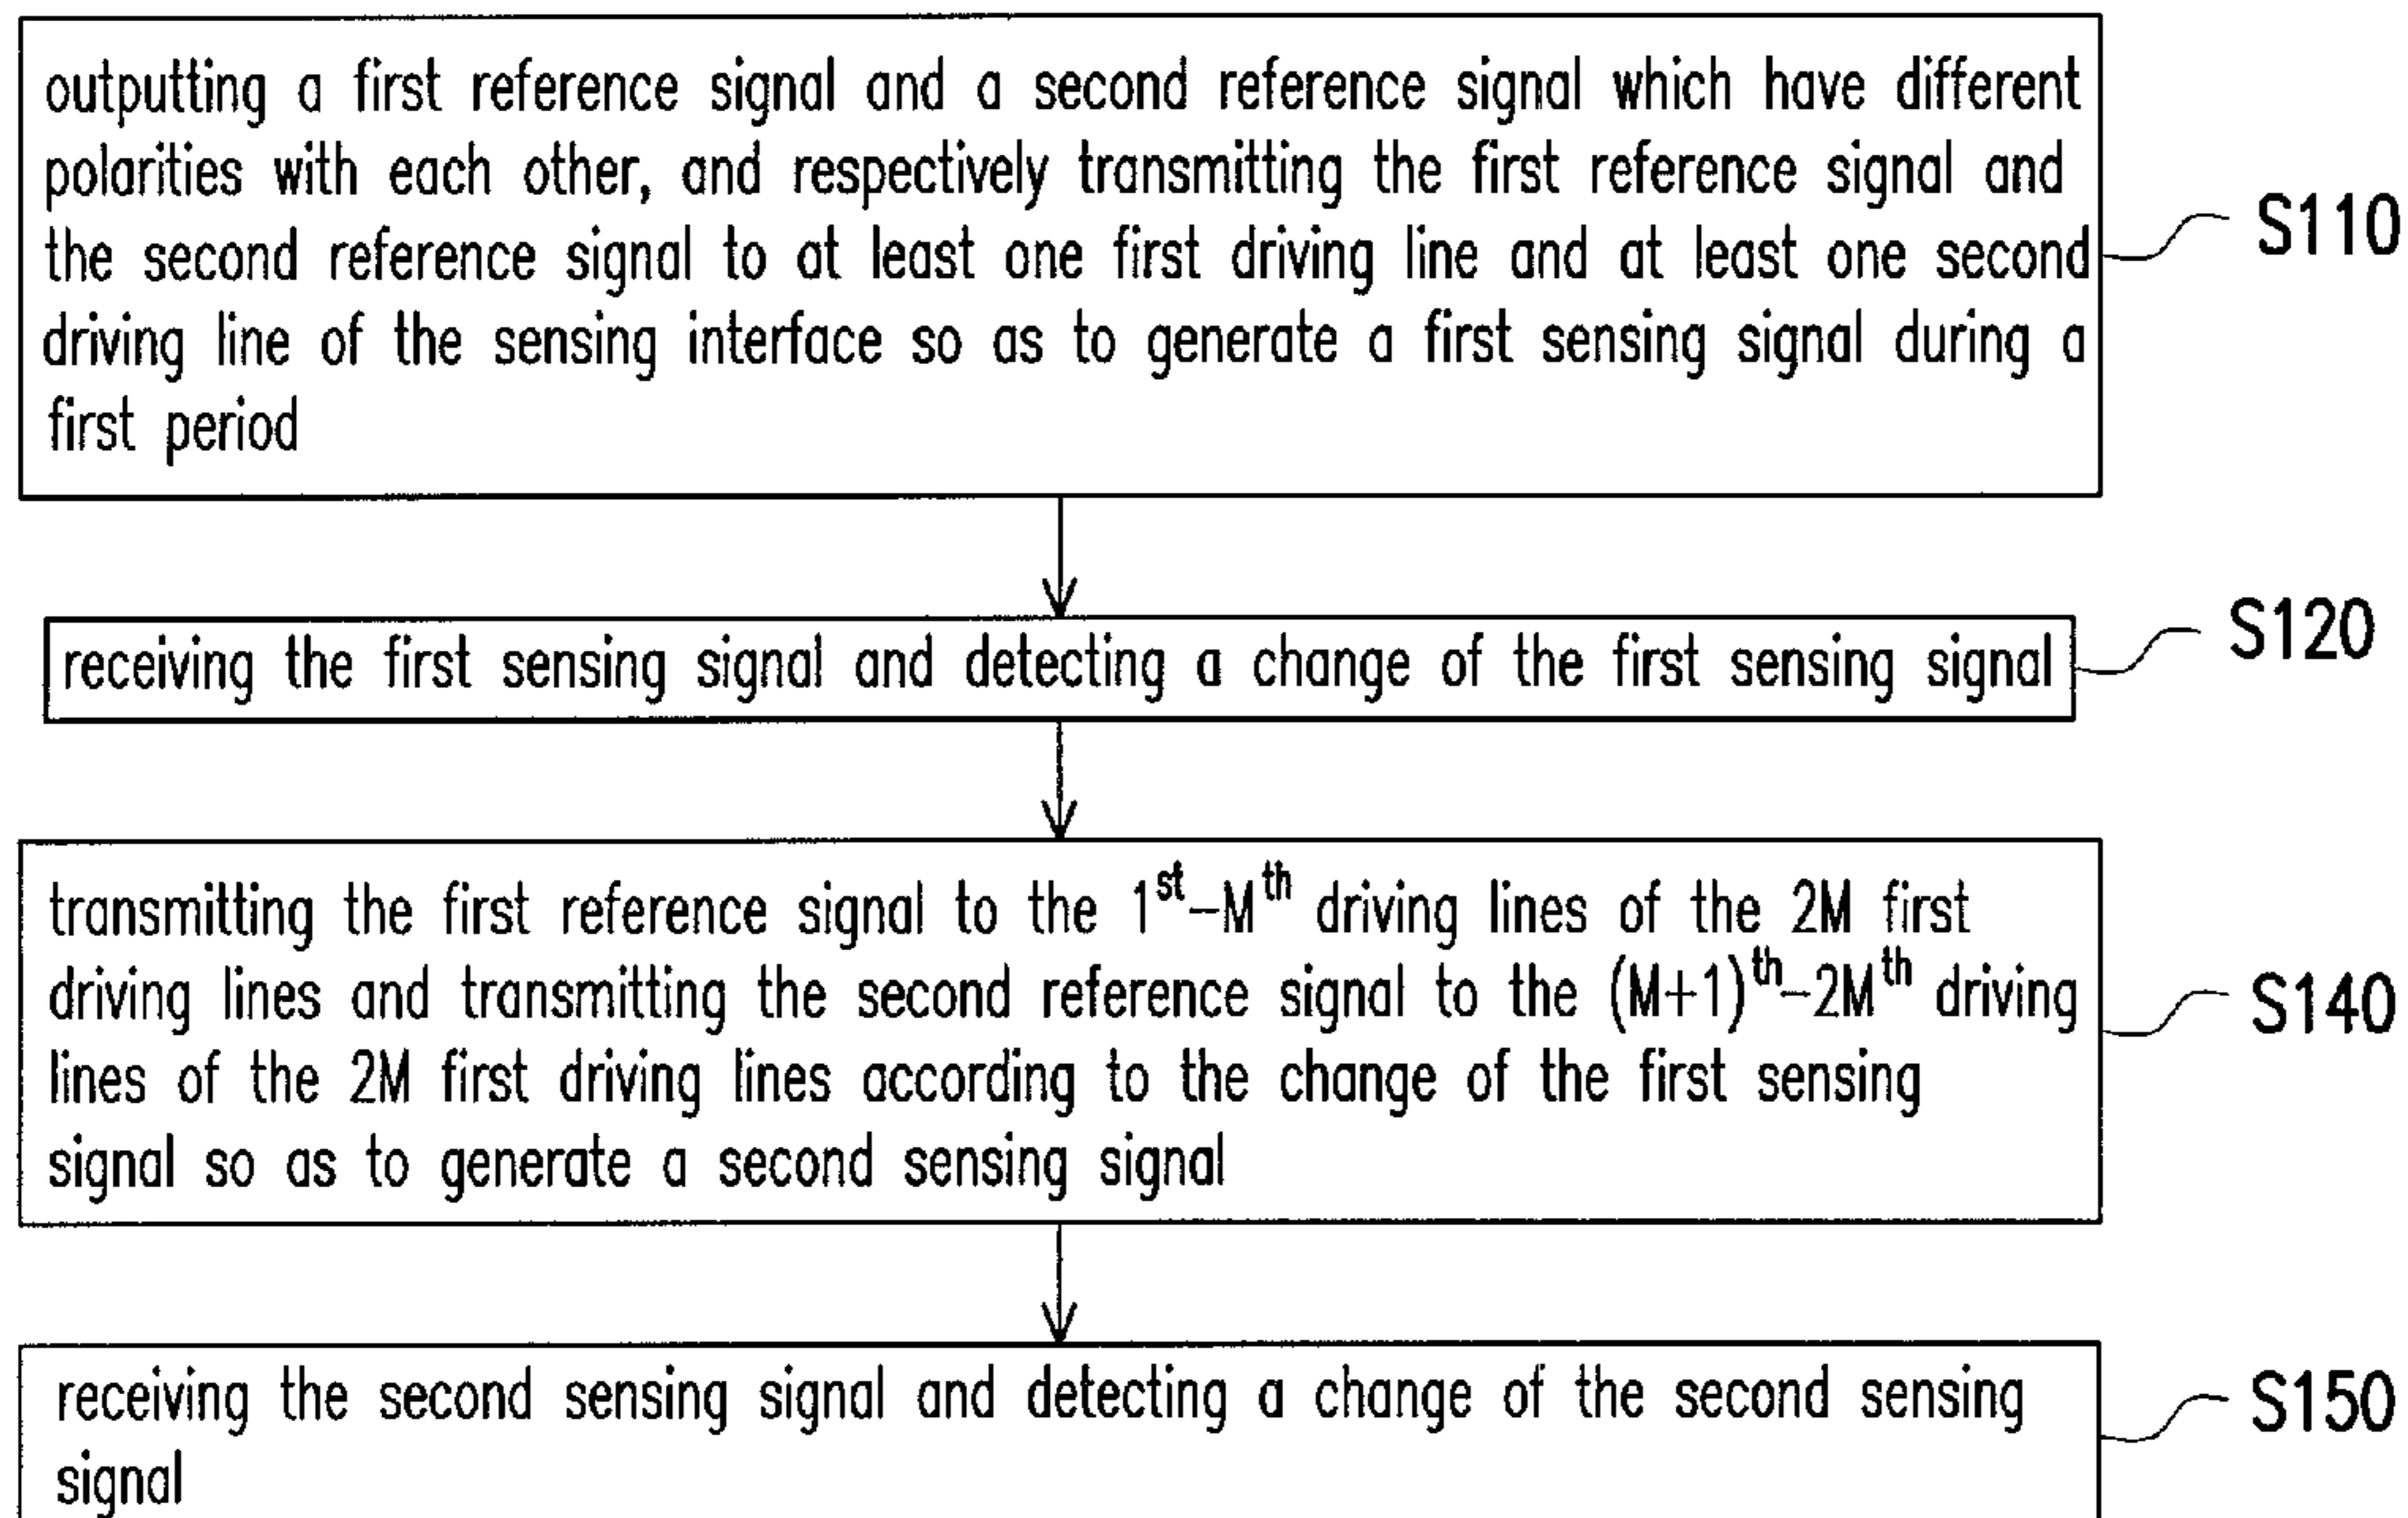 outputting a first reference signal and a second reference signal which have different
polarities with each other, and respectively transmitting the first reference signal and
the second reference signal to at least one first driving line and at least one second
driving line of the sensing interface so as to generate a first sensing signal during a
first period
S110
receiving the first sensing signal and detecting a change of the first sensing signal
S120
transmitting the first reference signal to the 1st-Mth driving lines of the 2M first
driving lines and transmitting the second reference signal to the (M+1)th-2Mth driving
lines of the 2M first driving lines according to the change of the first sensing
signal so as to generate a second sensing signal
S140
receiving the second sensing signal and detecting a change of the second sensing
signal
S150